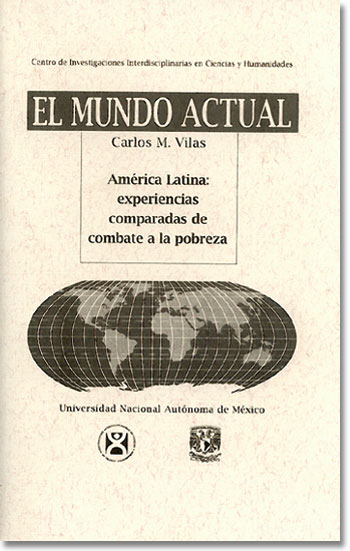 Centro de Investigaciones Interdisciplinarias en Ciencias y Humanidades
EL MUNDO ACTUAL
Carlos M. Vilas
América Latina:
experiencias
comparadas de
combate a la pobreza
Universidad Nacional Autónoma de México